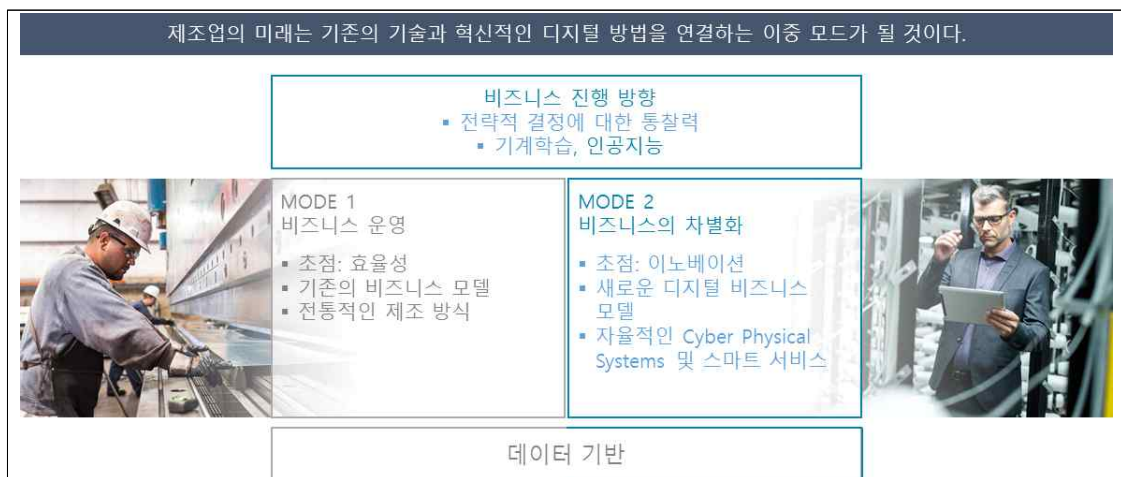 제조업의 미래는 기존의 기술과 혁신적인 디지털 방법을 연결하는 이중 모드가 될 것이다.
비즈니스 진행 방향
▪ 전략적 결정에 대한 통찰력
▪ 기계학습, 인공지능
MODE 1
비즈니스 운영
▪ 초점: 효율성
▪ 기존의 비즈니스 모델
▪ 전통적인 제조 방식
MODE 2
비즈니스의 차별화
▪ 초점: 이노베이션
▪ 새로운 디지털 비즈니스
모델
▪ 자율적인 Cyber Physical
Systems 및 스마트 서비스
데이터 기반